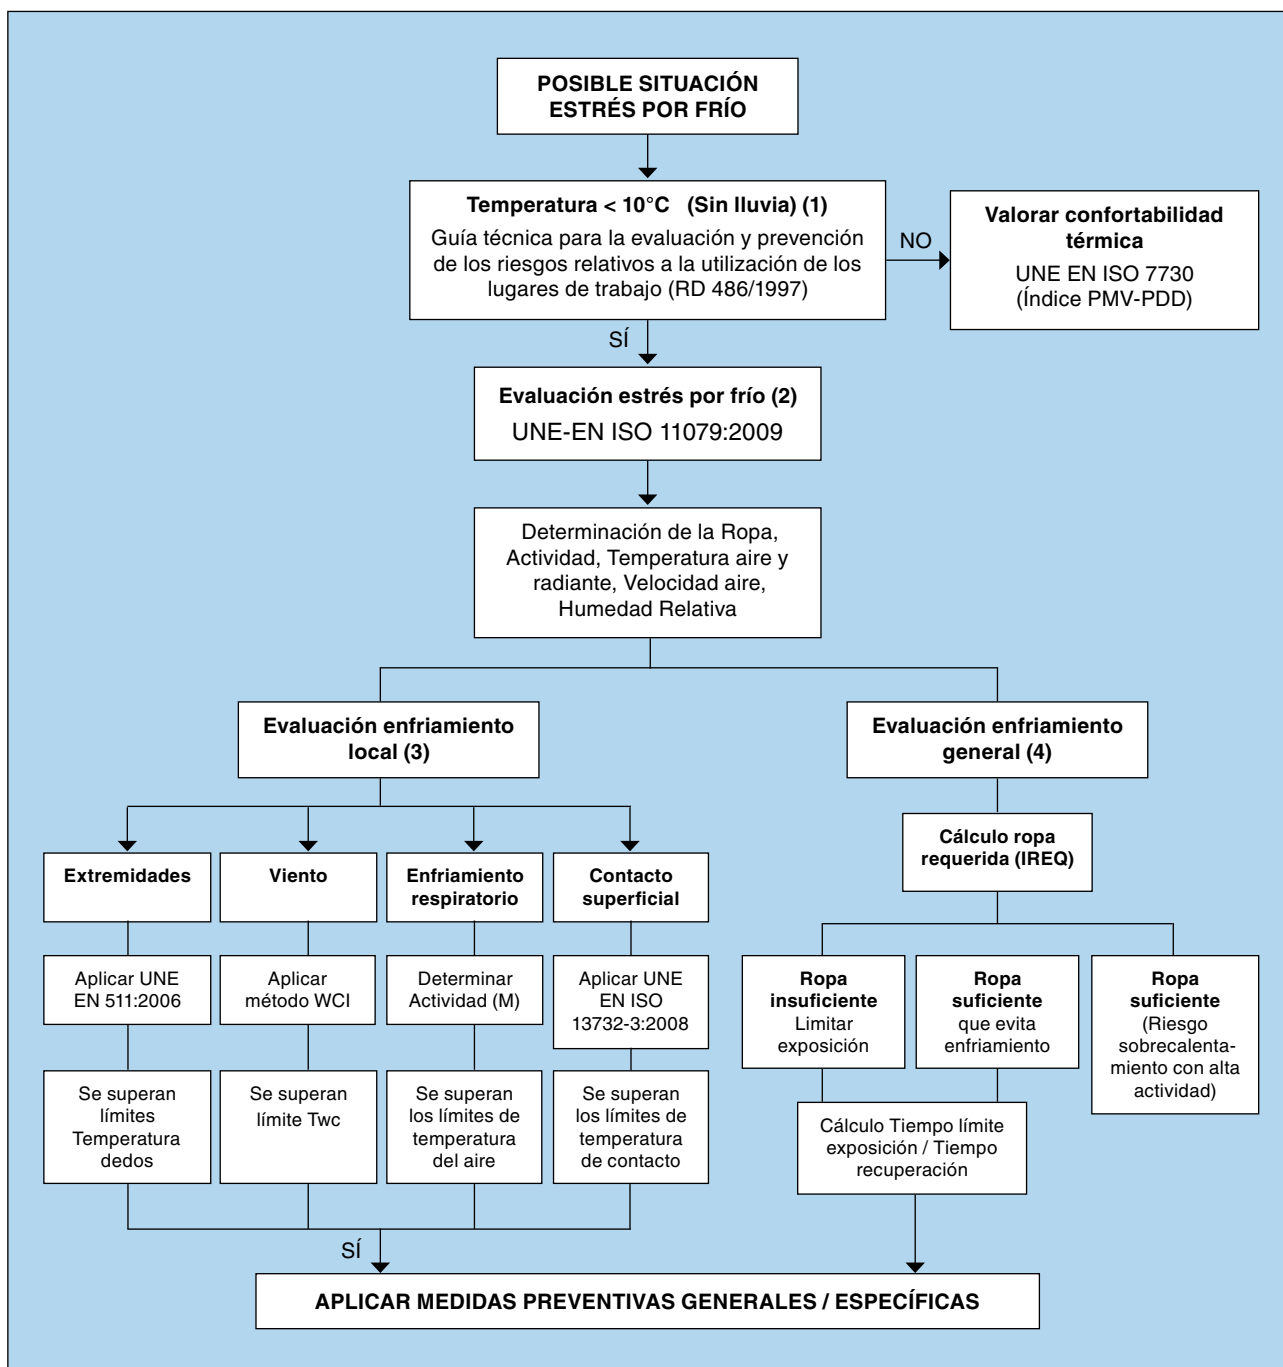 POSIBLE SITUACIÓN
ESTRÉS POR FRÍO
Temperatura < 10°C (Sin lluvia) (1)
Guía técnica para la evaluación y prevención
de los riesgos relativos a la utilización de los
lugares de trabajo (RD 486/1997)
NO
Valorar confortabilidad
térmica
UNE EN ISO 7730
(Índice PMV-PDD)
SÍ
Evaluación estrés por frío (2)
UNE-EN ISO 11079:2009
Determinación de la Ropa,
Actividad, Temperatura aire y
radiante, Velocidad aire,
Humedad Relativa
Evaluación enfriamiento
local (3)
Evaluación enfriamiento
general (4)
Extremidades
Viento
Enfriamiento
respiratorio
Contacto
superficial
Cálculo ropa
requerida (IREQ)
Aplicar UNE
EN 511:2006
Aplicar
método WCI
Determinar
Actividad (M)
Aplicar UNE
EN ISO
13732-3:2008
Ropa
insuficiente
Limitar
exposición
Ropa
suficiente
que evita
enfriamiento
Ropa
suficiente
(Riesgo
sobrecalenta-
miento con alta
actividad)
Se superan
límites
Temperatura
dedos
Se superan
límite Twc
Se superan
los límites de
temperatura
del aire
Se superan
los límites de
temperatura
de contacto
Cálculo Tiempo límite
exposición / Tiempo
recuperación
SÍ
APLICAR MEDIDAS PREVENTIVAS GENERALES / ESPECÍFICAS